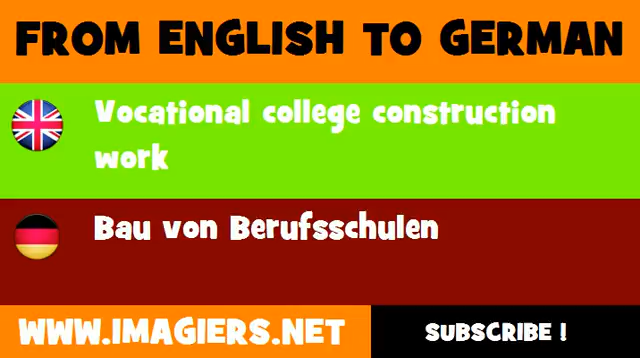 FROM ENGLISH TO GERMAN
Vocational college construction
work
Bau von Berufsschulen
WWW.IMAGIERS.NET
SUBSCRIBE !